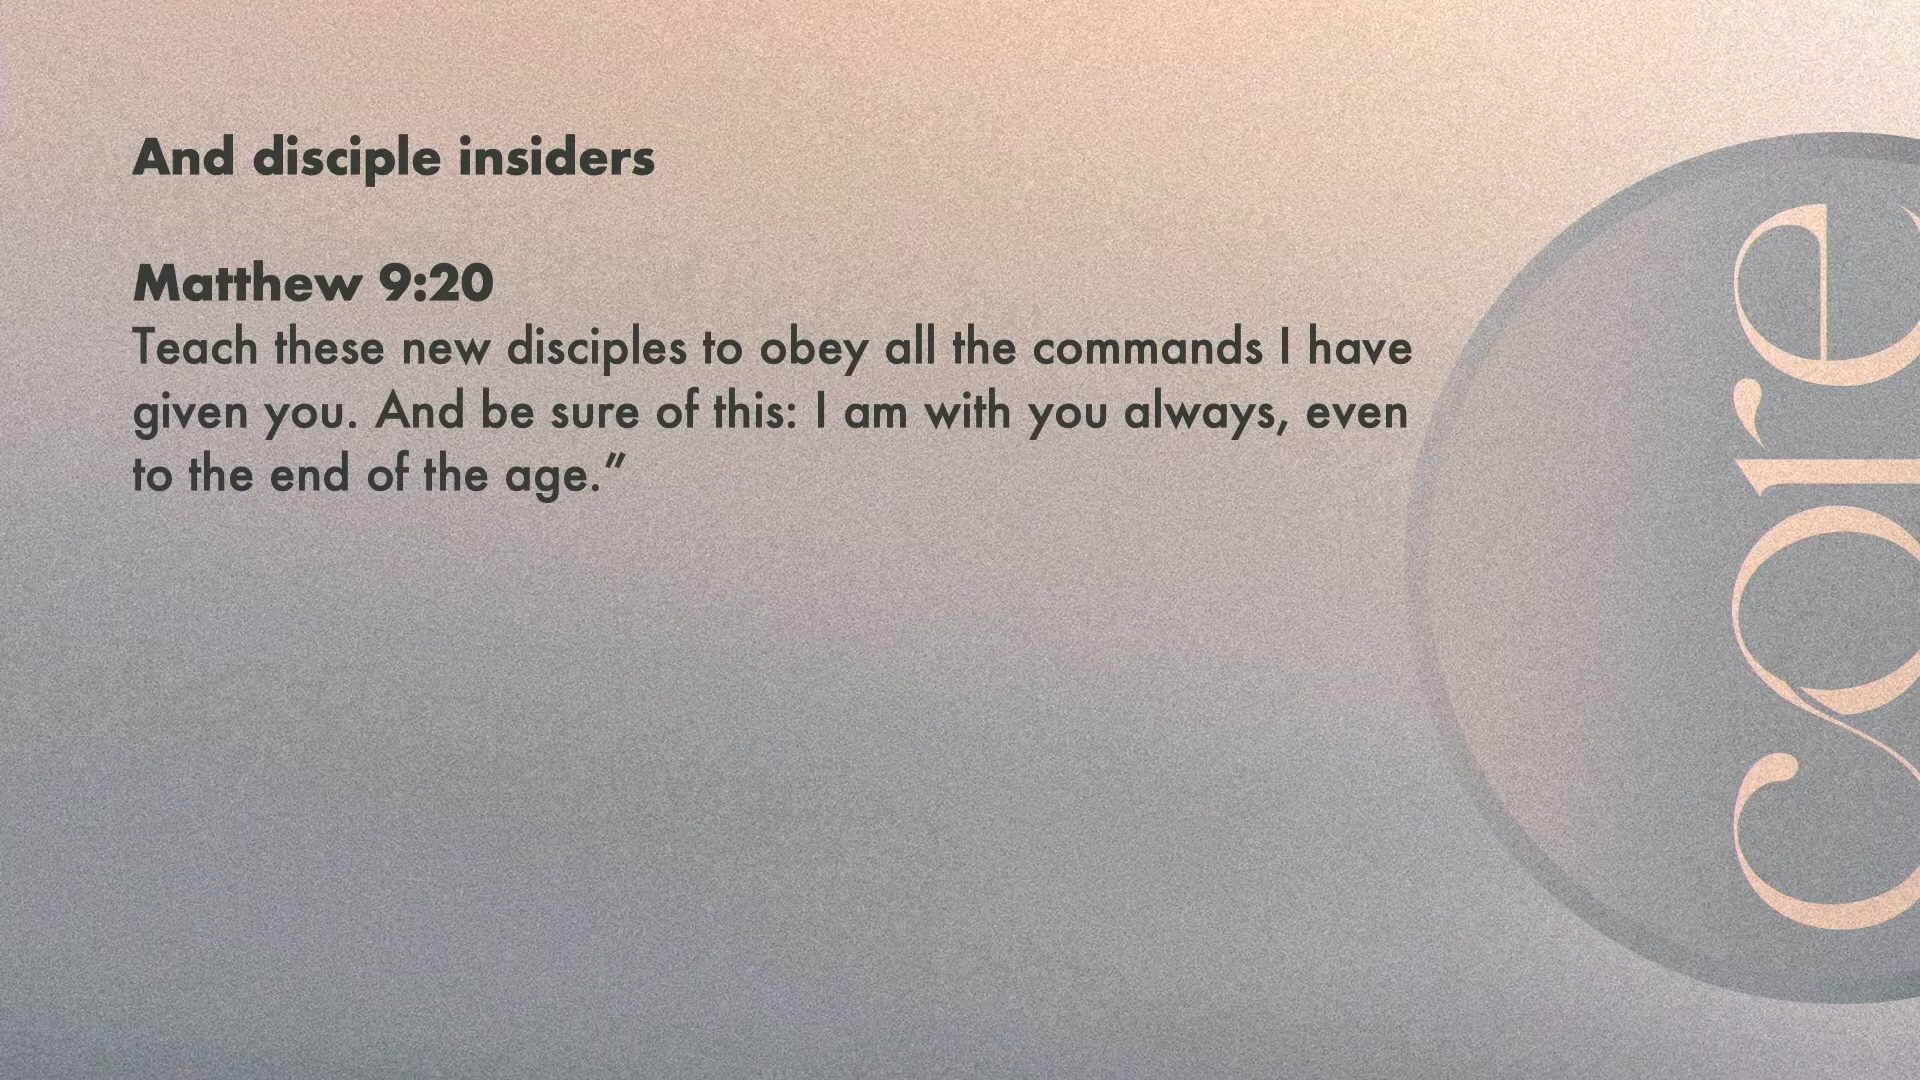 And disciple insiders
Matthew 9:20
Teach these new disciples to obey all the commands I have
given you. And be sure of this: I am with you always, even
to the end of the age.”
core